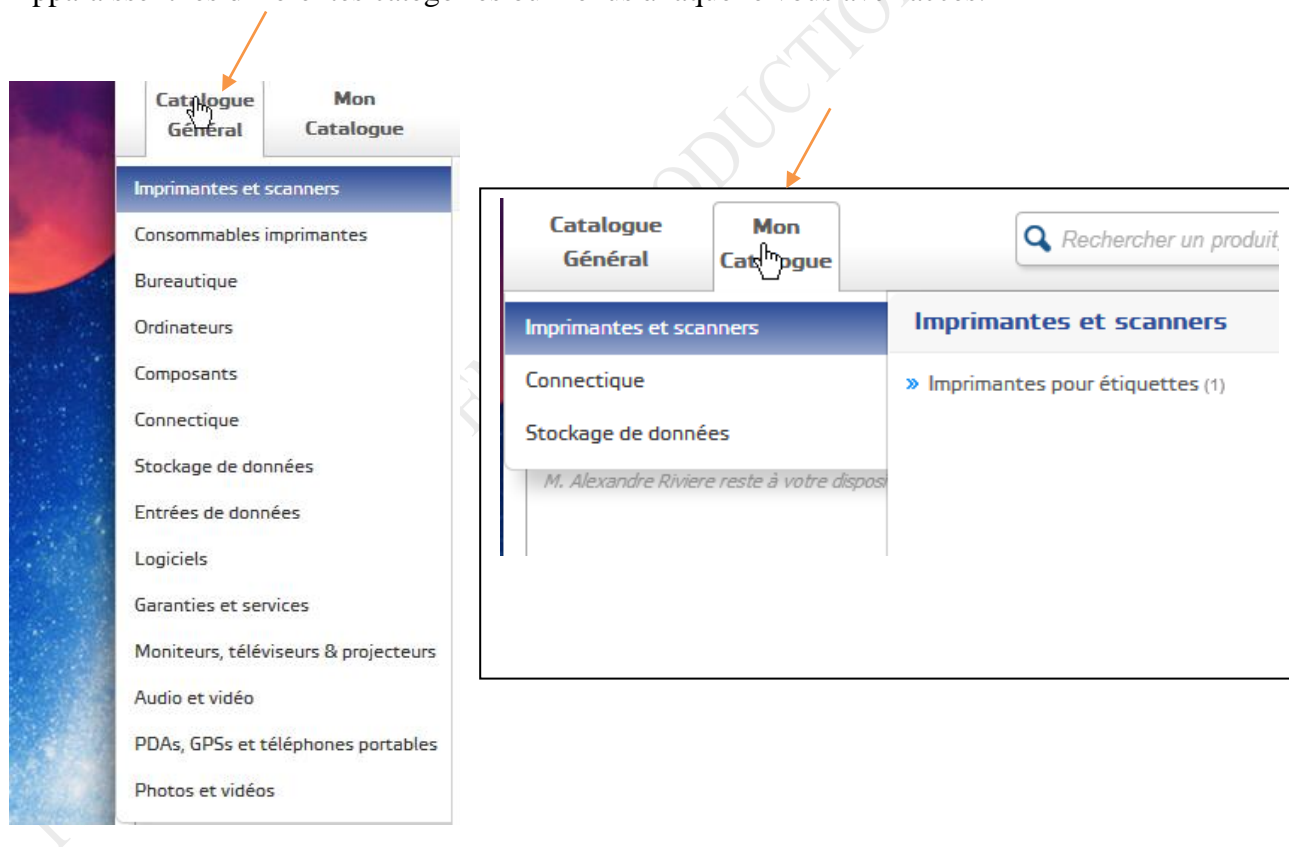 Catalogue Mon
Général Catalogue
Imprimantes et scanners
Consommables imprimantes
Bureautique
Ordinateurs
Composants
Connectique
Stockage de données
Entrées de données
Logiciels
Garanties et services
Moniteurs, téléviseurs & projecteurs
Audio et vidéo
PDAs, GPSs et téléphones portables
Photos et vidéos
Catalogue Mon
Général Catalogue
Rechercher un produit
Imprimantes et scanners
Connectique
Stockage de données
M. Alexandre Riviere reste à votre
Imprimantes et scanners
» Imprimantes pour étiquettes (1)